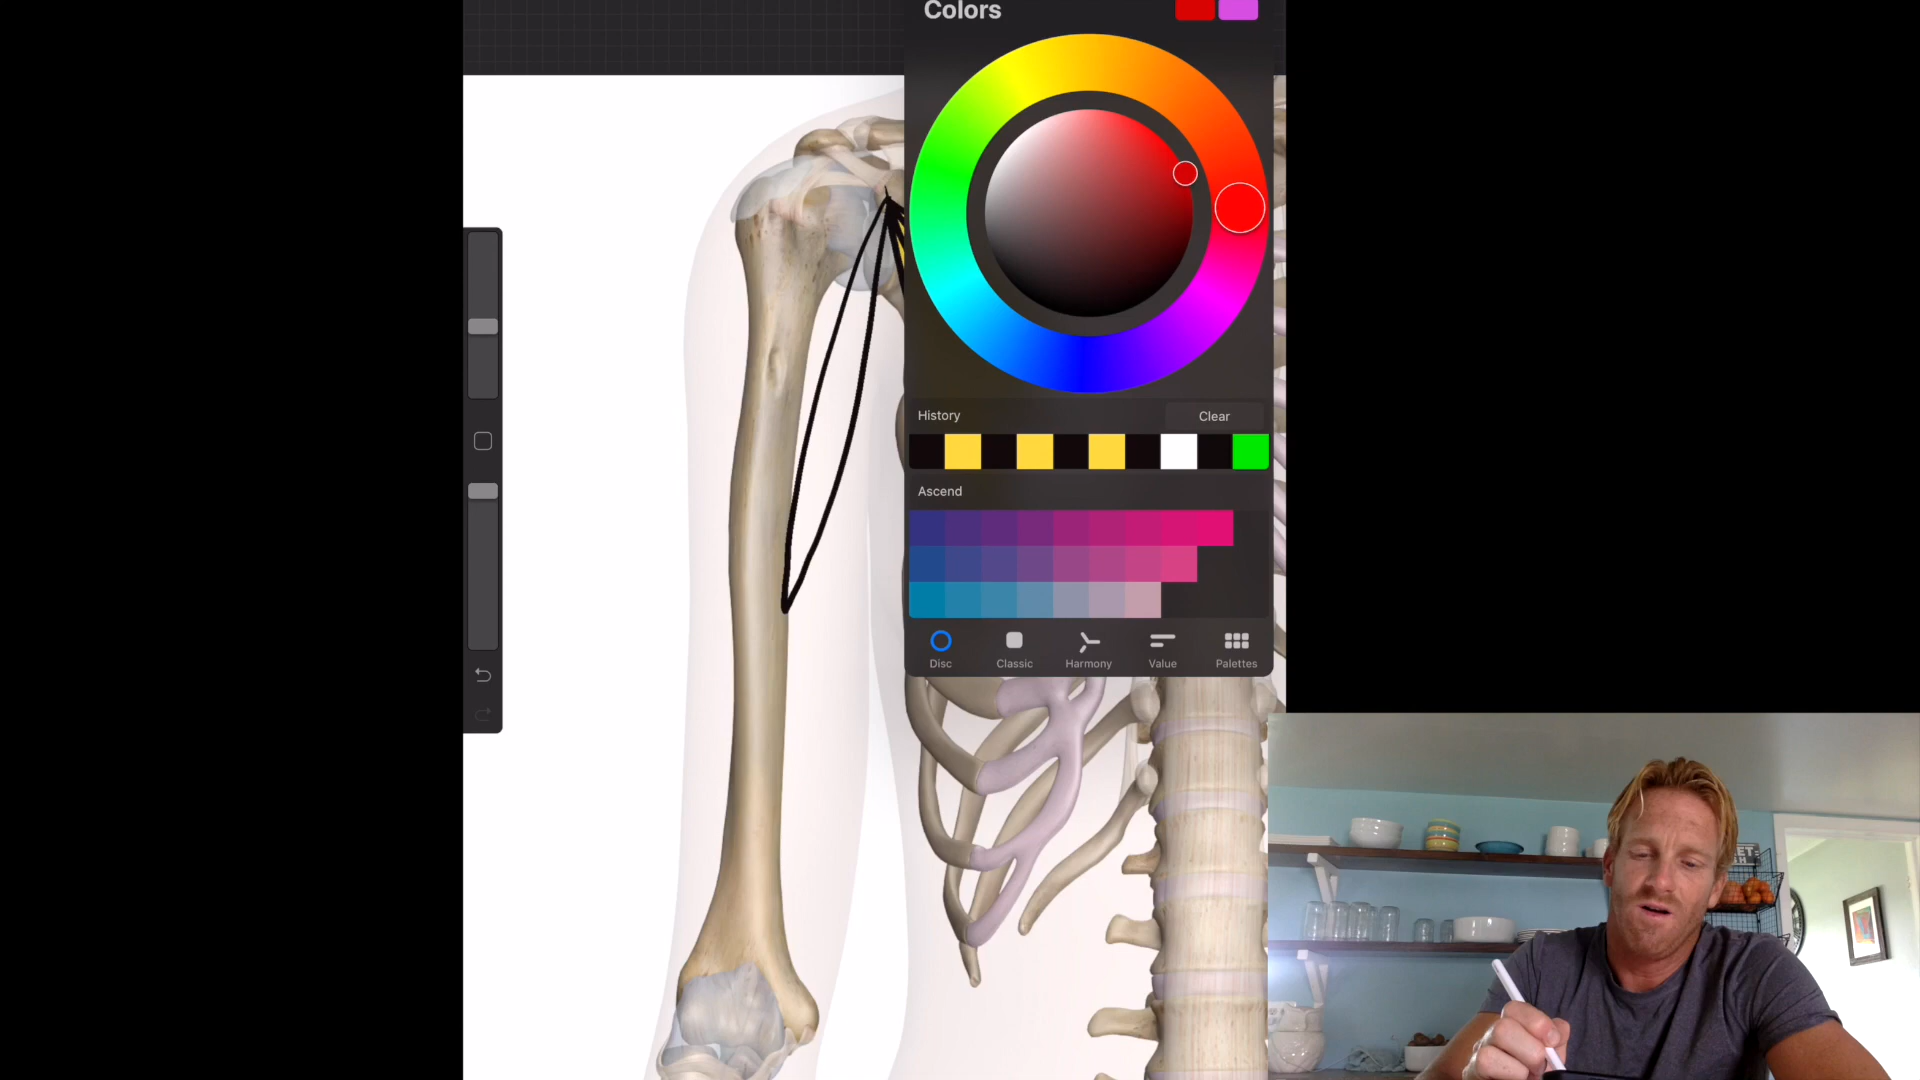 Colors
History
Clear
Ascend
Disc
Classic
Harmony
Value
Palettes